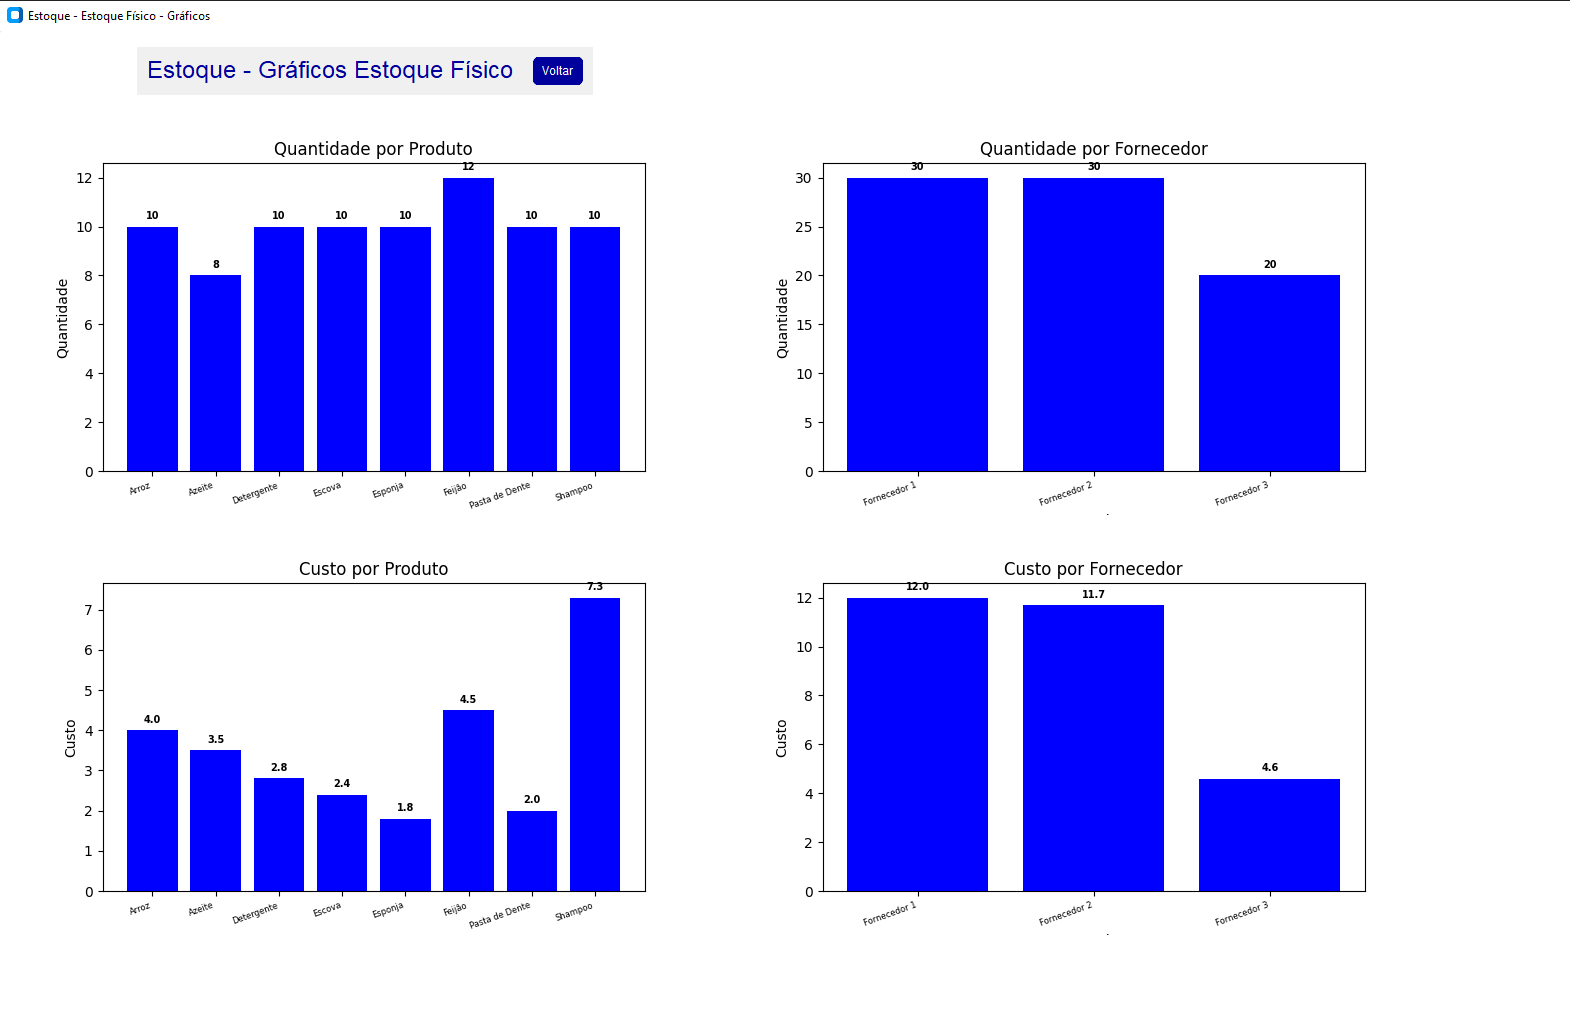 Estoque - Estoque Físico - Gráficos
Estoque - Gráficos Estoque Físico
Voltar
Quantidade por Produto
Quantidade
12
10
8
6
4
2
0
10
8
10
10
10
12
10
10
Arroz
Azeite
Detergente
Escova
Esponja
Feijão
Pasta de Dente
Shampoo
Quantidade por Fornecedor
Quantidade
30
25
20
15
10
5
0
30
30
20
Fornecedor 1
Fornecedor 2
Fornecedor 3
.
Custo por Produto
Custo
7
6
5
4
3
2
1
0
4.0
3.5
2.8
2.4
1.8
4.5
2.0
7.3
Arroz
Azeite
Detergente
Escova
Esponja
Feijão
Pasta de Dente
Shampoo
Custo por Fornecedor
Custo
12
10
8
6
4
2
0
12.0
11.7
4.6
Fornecedor 1
Fornecedor 2
Fornecedor 3
.